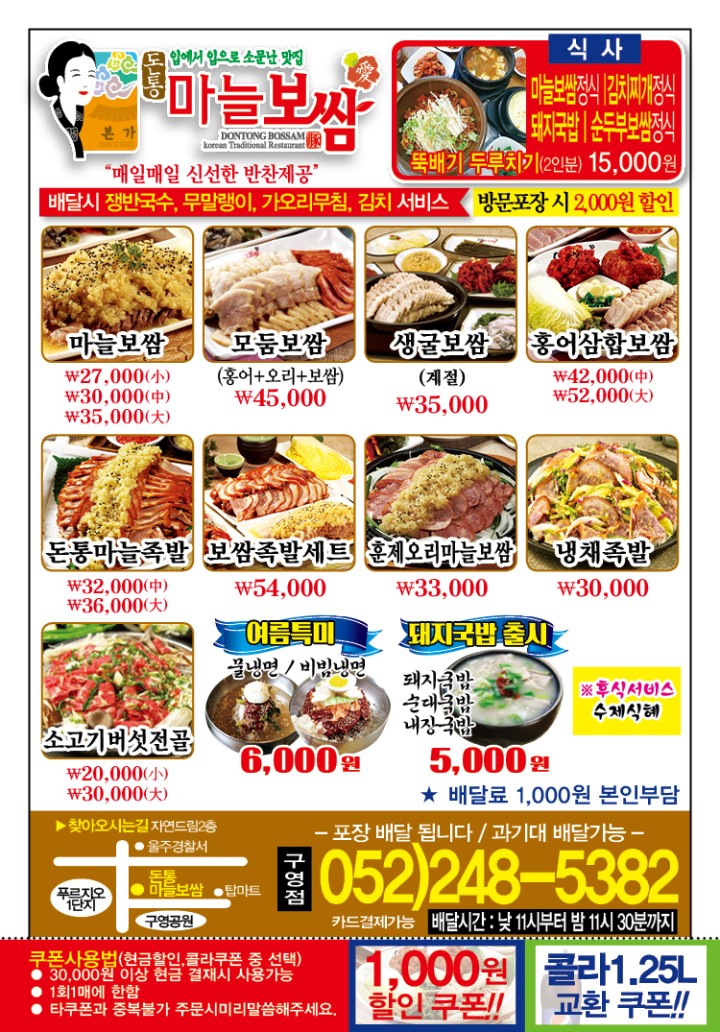 입에서 입으로 소문난 맛집
돈통
마늘보쌈
본가
DONTONG BOSSAM
korean Traditional Restaurant
"매일매일 신선한 반찬제공"
식 사
마늘보쌈정식 | 김치찌개정식
돼지국밥 | 순두부보쌈정식
뚝배기 두루치기(2인분) 15,000원
배달시 쟁반국수, 무말랭이, 가오리무침, 김치 서비스
방문포장 시 2,000원 할인
마늘보쌈
₩27,000(小)
₩30,000(中)
₩35,000(大)
모둠보쌈
(홍어+오리+보쌈)
₩45,000
생굴보쌈
(계절)
₩35,000
홍어삼합보쌈
₩42,000(中)
₩52,000(大)
돈통마늘족발
₩32,000(中)
₩36,000(大)
보쌈족발세트
₩54,000
훈제오리마늘보쌈
₩33,000
냉채족발
₩30,000
소고기버섯전골
₩20,000(小)
₩30,000(大)
여름특미
물냉면 / 비빔냉면
6,000원
돼지국밥 출시
돼지국밥
순대국밥
내장국밥
5,000원
※후식서비스
수제식혜
★ 배달료 1,000원 본인부담
▶찾아오시는길 자연드림2층
울주경찰서
돈통
마늘보쌈
탑마트
푸르지오
1단지
구영공원
– 포장 배달 됩니다 / 과기대 배달가능 –
구영점
052)248-5382
카드결제가능
배달시간 : 낮 11시부터 밤 11시 30분까지
쿠폰사용법(현금할인,콜라쿠폰 중 선택)
● 30,000원 이상 현금 결재시 사용가능
● 1회1매에 한함
● 타쿠폰과 중복불가 주문시미리말씀해주세요.
1,000원
할인 쿠폰!!
콜라1.25L
교환 쿠폰!!